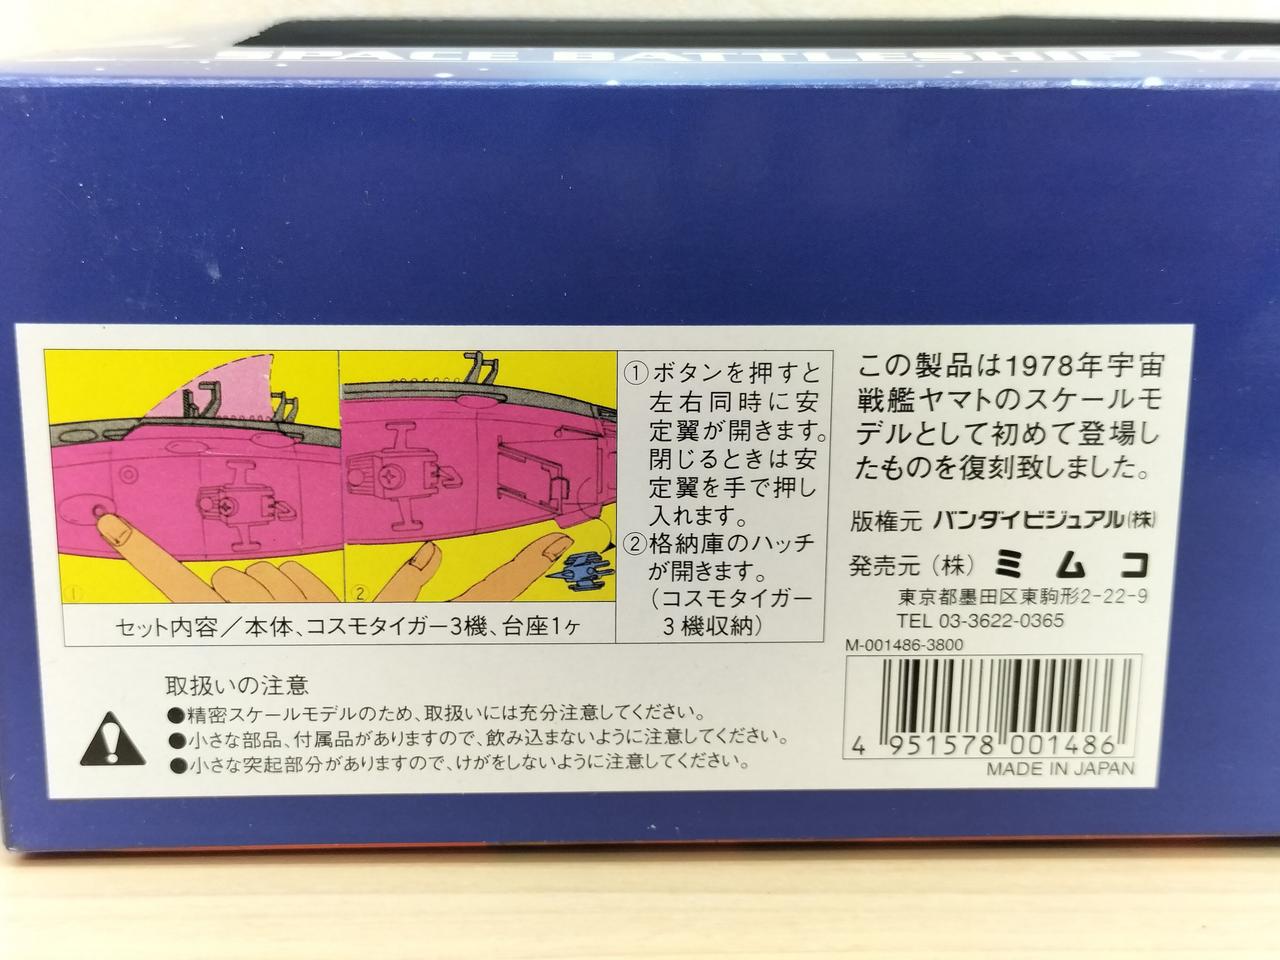 SPACE BATTLESHIP YA
①ボタンを押すと
左右同時に安
定翼が開きます。
閉じるときは安
定翼を手で押し
入れます。
②格納庫のハッチ
が開きます。
（コスモタイガー
3機収納）
①
②
セット内容／本体、コスモタイガー3機、台座1ヶ
取扱いの注意
●精密スケールモデルのため、取扱いには充分注意してください。
●小さな部品、付属品がありますので、飲み込まないように注意してください。
●小さな突起部分がありますので、けがをしないように注意してください。
この製品は1978年宇宙
戦艦ヤマトのスケールモ
デルとして初めて登場し
たものを復刻致しました。
版権元 バンダイビジュアル(株)
発売元（株）ミムコ
東京都墨田区東駒形2-22-9
TEL 03-3622-0365
M-001486-3800
4 951578 001486
MADE IN JAPAN